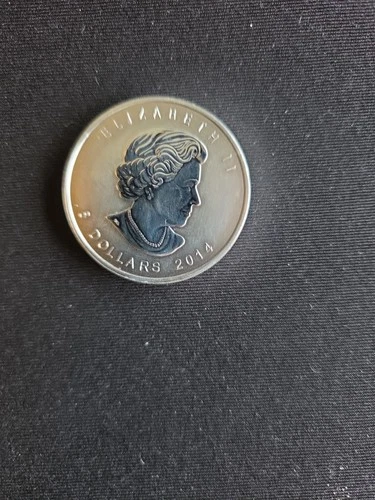 ELIZABETH II
5 DOLLARS 2014